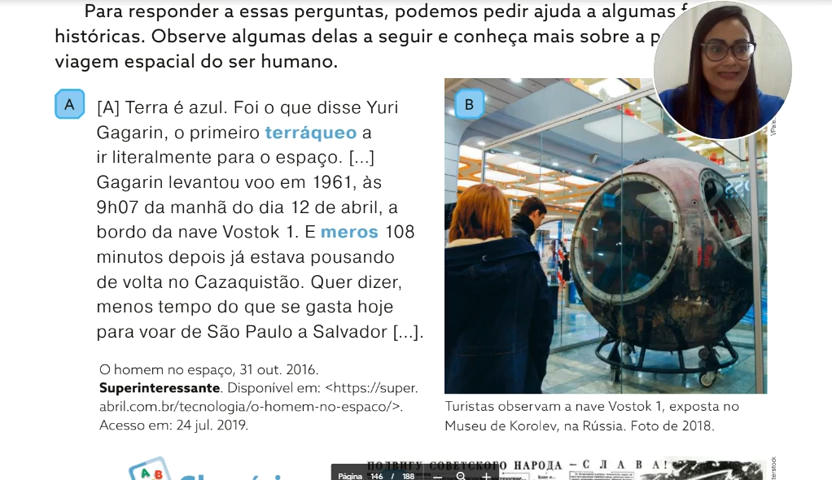 Para responder a essas perguntas, podemos pedir ajuda a algumas
históricas. Observe algumas delas a seguir e conheça mais sobre a
viagem espacial do ser humano.
A
[A] Terra é azul. Foi o que disse Yuri
Gagarin, o primeiro terráqueo a
ir literalmente para o espaço. [...]
Gagarin levantou voo em 1961, às
9h07 da manhã do dia 12 de abril, a
bordo da nave Vostok 1. E meros 108
minutos depois já estava pousando
de volta no Cazaquistão. Quer dizer,
menos tempo do que se gasta hoje
para voar de São Paulo a Salvador [...].
O homem no espaço, 31 out. 2016.
Superinteressante. Disponível em: <https://super.
abril.com.br/tecnologia/o-homem-no-espaco/>.
Acesso em: 24 jul. 2019.
B
Turistas observam a nave Vostok 1, exposta no
Museu de Korolev, na Rússia. Foto de 2018.
A B
Página 146 / 188
СОВЕТСКОГО НАРОДА — СЛАВА!